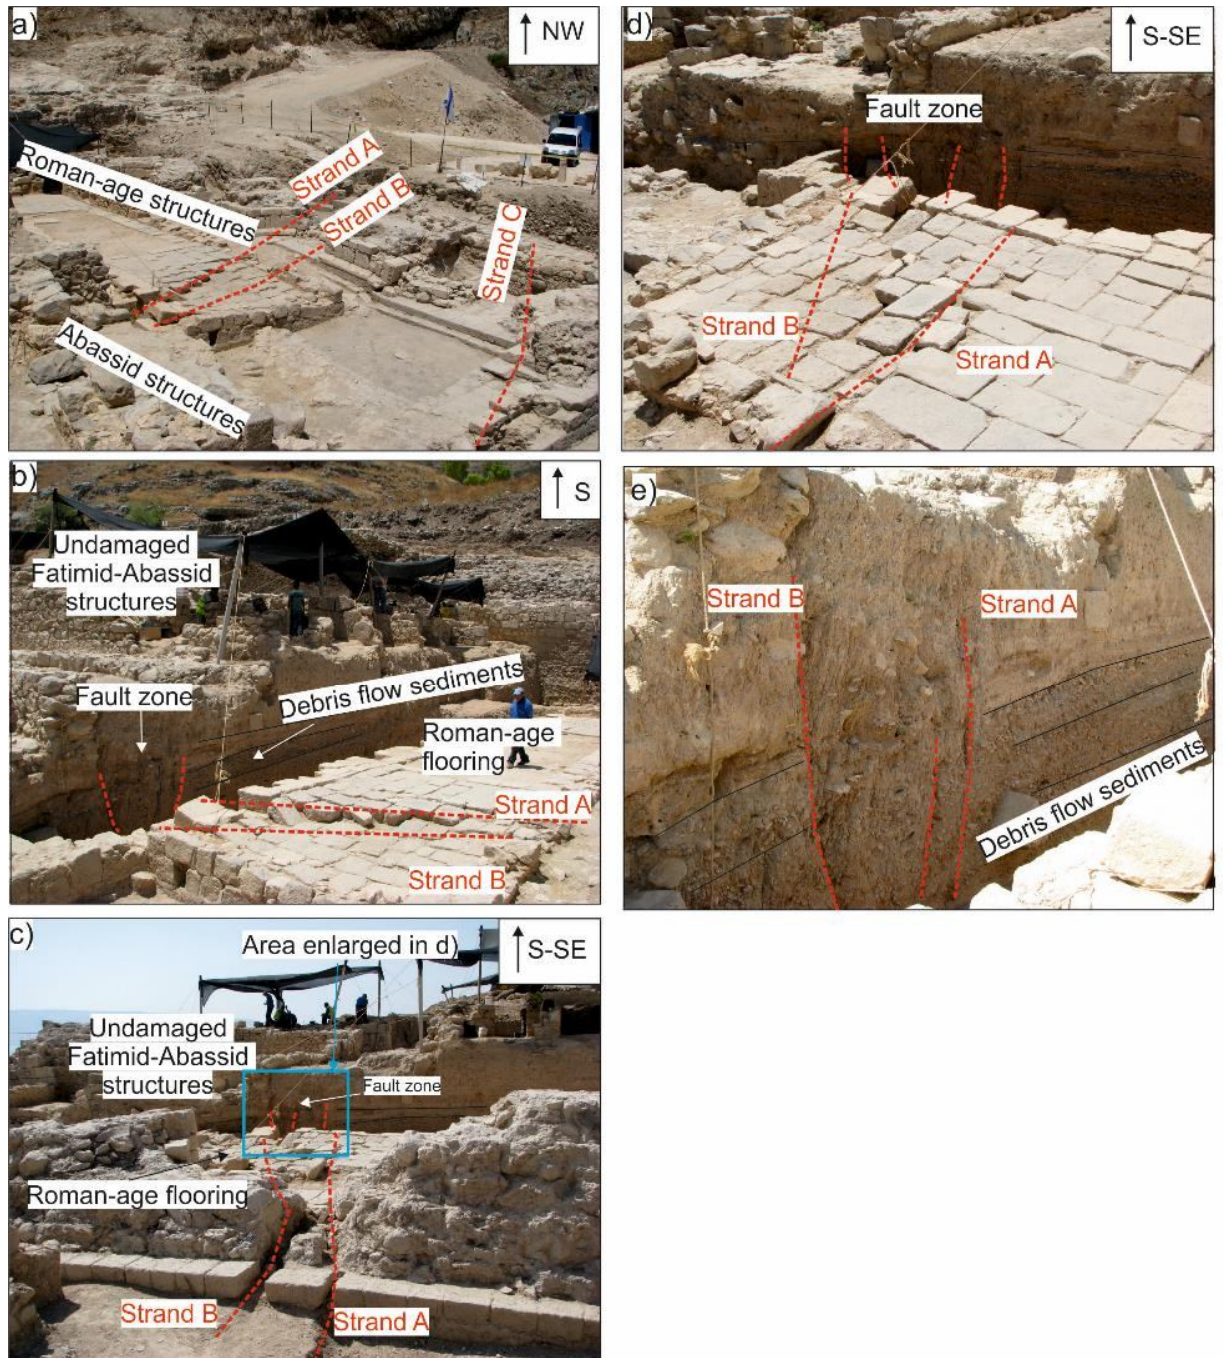 a)
NW
Strand A
Roman-age structures
Strand B
Strand C
Abassid structures
b)
S
Undamaged
Fatimid-Abassid
structures
Fault zone
Debris flow sediments
Roman-age
flooring
Strand A
Strand B
c)
Area enlarged in d)
S-SE
Undamaged
Fatimid-Abassid
structures
Fault zone
Roman-age flooring
Strand B
Strand A
d)
S-SE
Fault zone
Strand B
Strand A
e)
Strand B
Strand A
Debris flow sediments